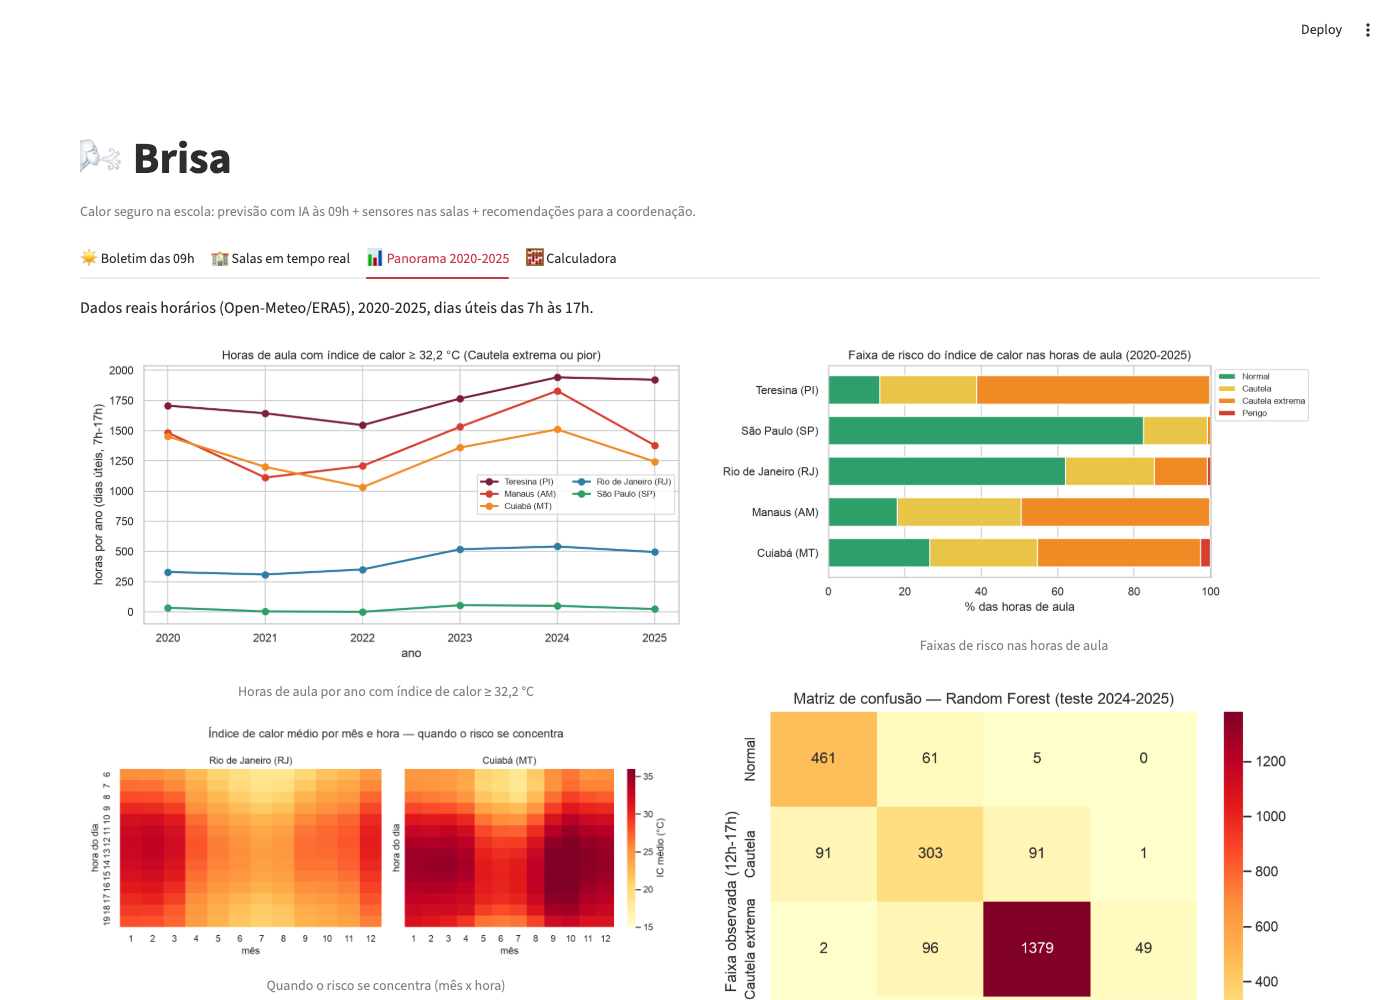 Deploy
Brisa
Calor seguro na escola: previsão com IA às 09h + sensores nas salas + recomendações para a coordenação.
Boletim das 09h
Salas em tempo real
Panorama 2020-2025
Calculadora
Dados reais horários (Open-Meteo/ERA5), 2020-2025, dias úteis das 7h às 17h.
Horas de aula com índice de calor ≥ 32,2 °C (Cautela extrema ou pior)
horas por ano (dias úteis, 7h-17h)
2000
1750
1500
1250
1000
750
500
250
0
Teresina (PI)
Manaus (AM)
Cuiabá (MT)
Rio de Janeiro (RJ)
São Paulo (SP)
2020 2021 2022 2023 2024 2025
ano
Horas de aula por ano com índice de calor ≥ 32,2 °C
Faixa de risco do índice de calor nas horas de aula (2020-2025)
Teresina (PI)
São Paulo (SP)
Rio de Janeiro (RJ)
Manaus (AM)
Cuiabá (MT)
Normal
Cautela
Cautela extrema
Perigo
0 20 40 60 80 100
% das horas de aula
Faixas de risco nas horas de aula
Índice de calor médio por mês e hora — quando o risco se concentra
Rio de Janeiro (RJ)
hora do dia
6
7
8
9
10
11
12
13
14
15
16
17
18
19
1 2 3 4 5 6 7 8 9 10 11 12
mês
Cuiabá (MT)
hora do dia
1 2 3 4 5 6 7 8 9 10 11 12
mês
35
30
25
20
15
IC médio (°C)
Quando o risco se concentra (mês x hora)
Matriz de confusão — Random Forest (teste 2024-2025)
Faixa observada (12h-17h)
Normal
461 61 5 0
Cautela
91 303 91 1
Cautela extrema
2 96 1379 49
1200
1000
800
600
400